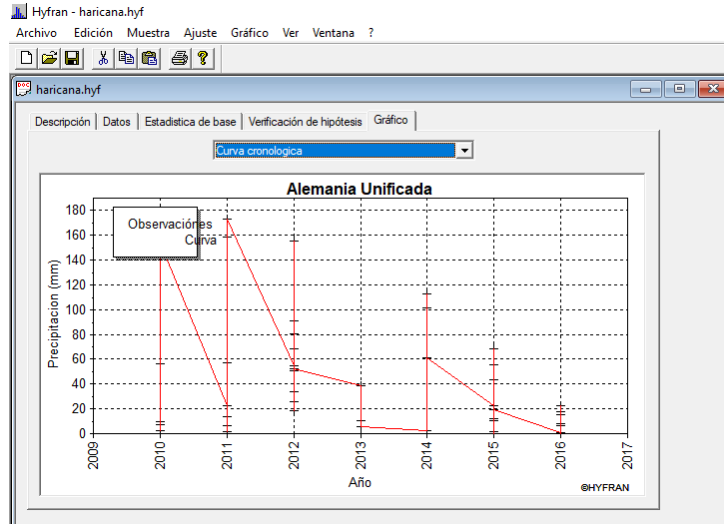 Hyfran - haricana.hyf
Archivo Edición Muestra Ajuste Gráfico Ver Ventana ?
haricana.hyf
Descripción Datos Estadistica de base Verificación de hipótesis Gráfico
Curva cronologica
Alemania Unificada
Observaciónes
Curva
Precipitacion (mm)
180
160
140
120
100
80
60
40
20
0
2009 2010 2011 2012 2013 2014 2015 2016 2017
Año
©HYFRAN